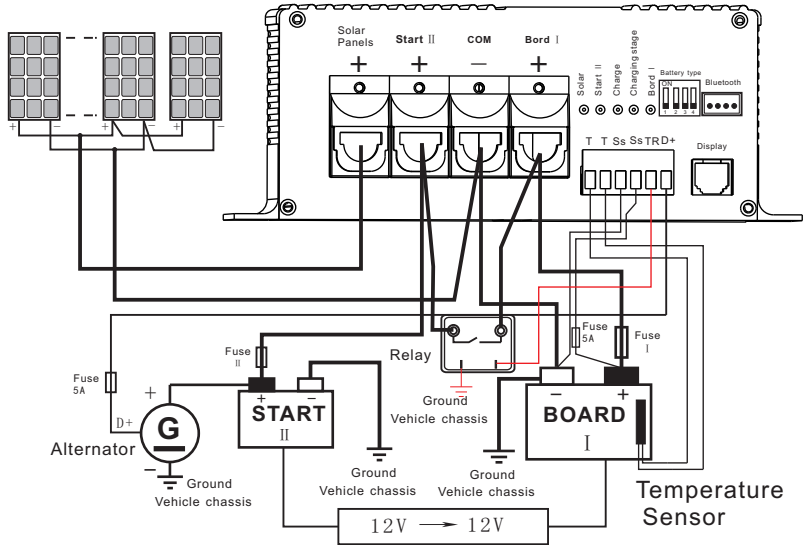 Solar
Panels
Start II
COM
Bord I
+
+
−
+
Solar
Start II
Charge
Charging stage
Bord I
Battery type
ON
1 2 3 4
Bluetooth
T T Ss Ss TR D+
Display
+ −
+ −
+ −
Relay
Fuse
II
Fuse
5A
Fuse
I
Fuse
5A
+
D+
G
−
Alternator
Ground
Vehicle chassis
+ −
START
II
Ground
Vehicle chassis
Ground
Vehicle chassis
Ground
Vehicle chassis
− +
BOARD
I
Temperature
Sensor
12V → 12V